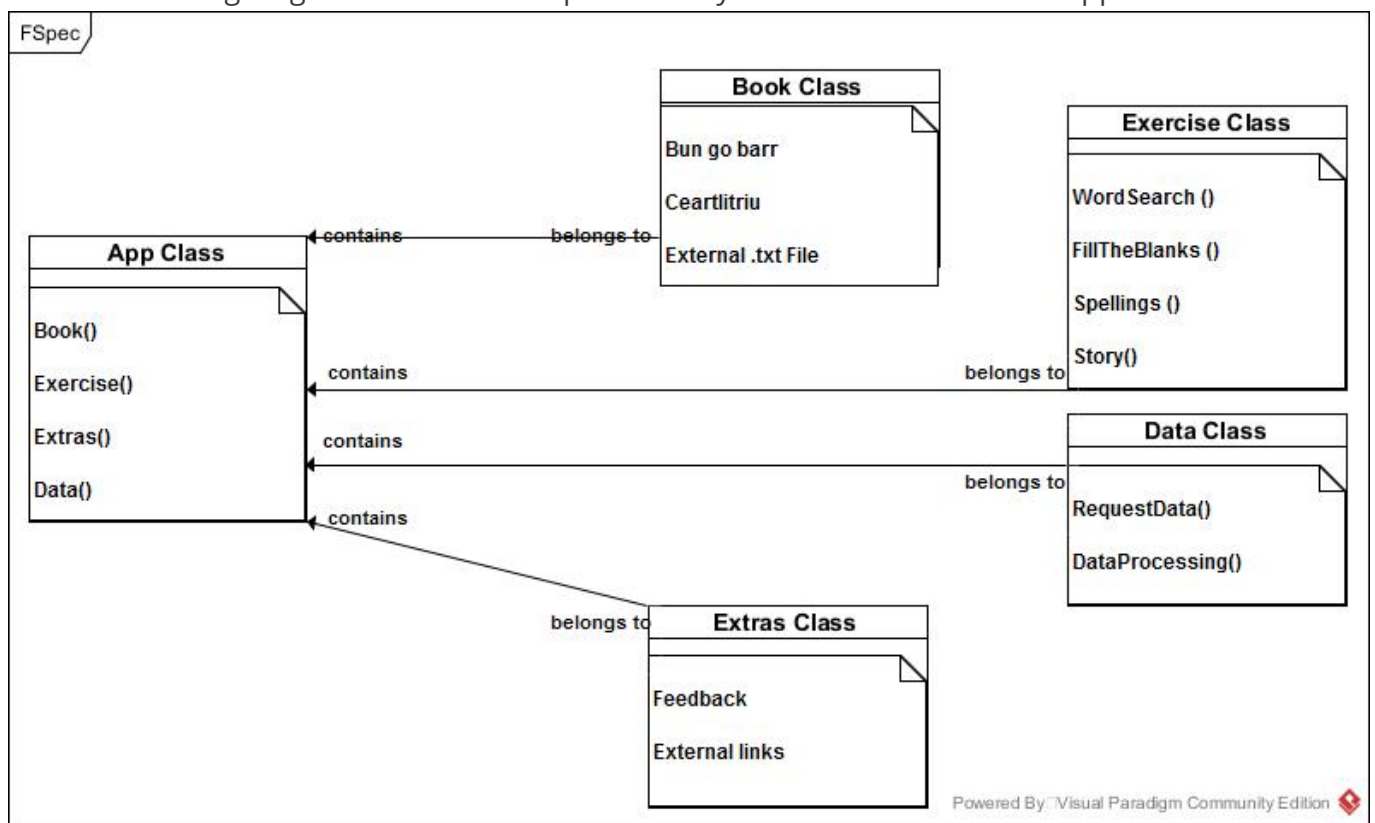 FSpec
Book Class
Bun go barr
Ceartlitriu
External .txt File
Exercise Class
WordSearch ()
FillTheBlanks ()
Spellings ()
Story()
contains
belongs to
App Class
Book()
Exercise()
Extras()
Data()
contains
belongs to
contains
belongs to
Data Class
RequestData()
DataProcessing()
contains
belongs to
Extras Class
Feedback
External links
Powered By Visual Paradigm Community Edition